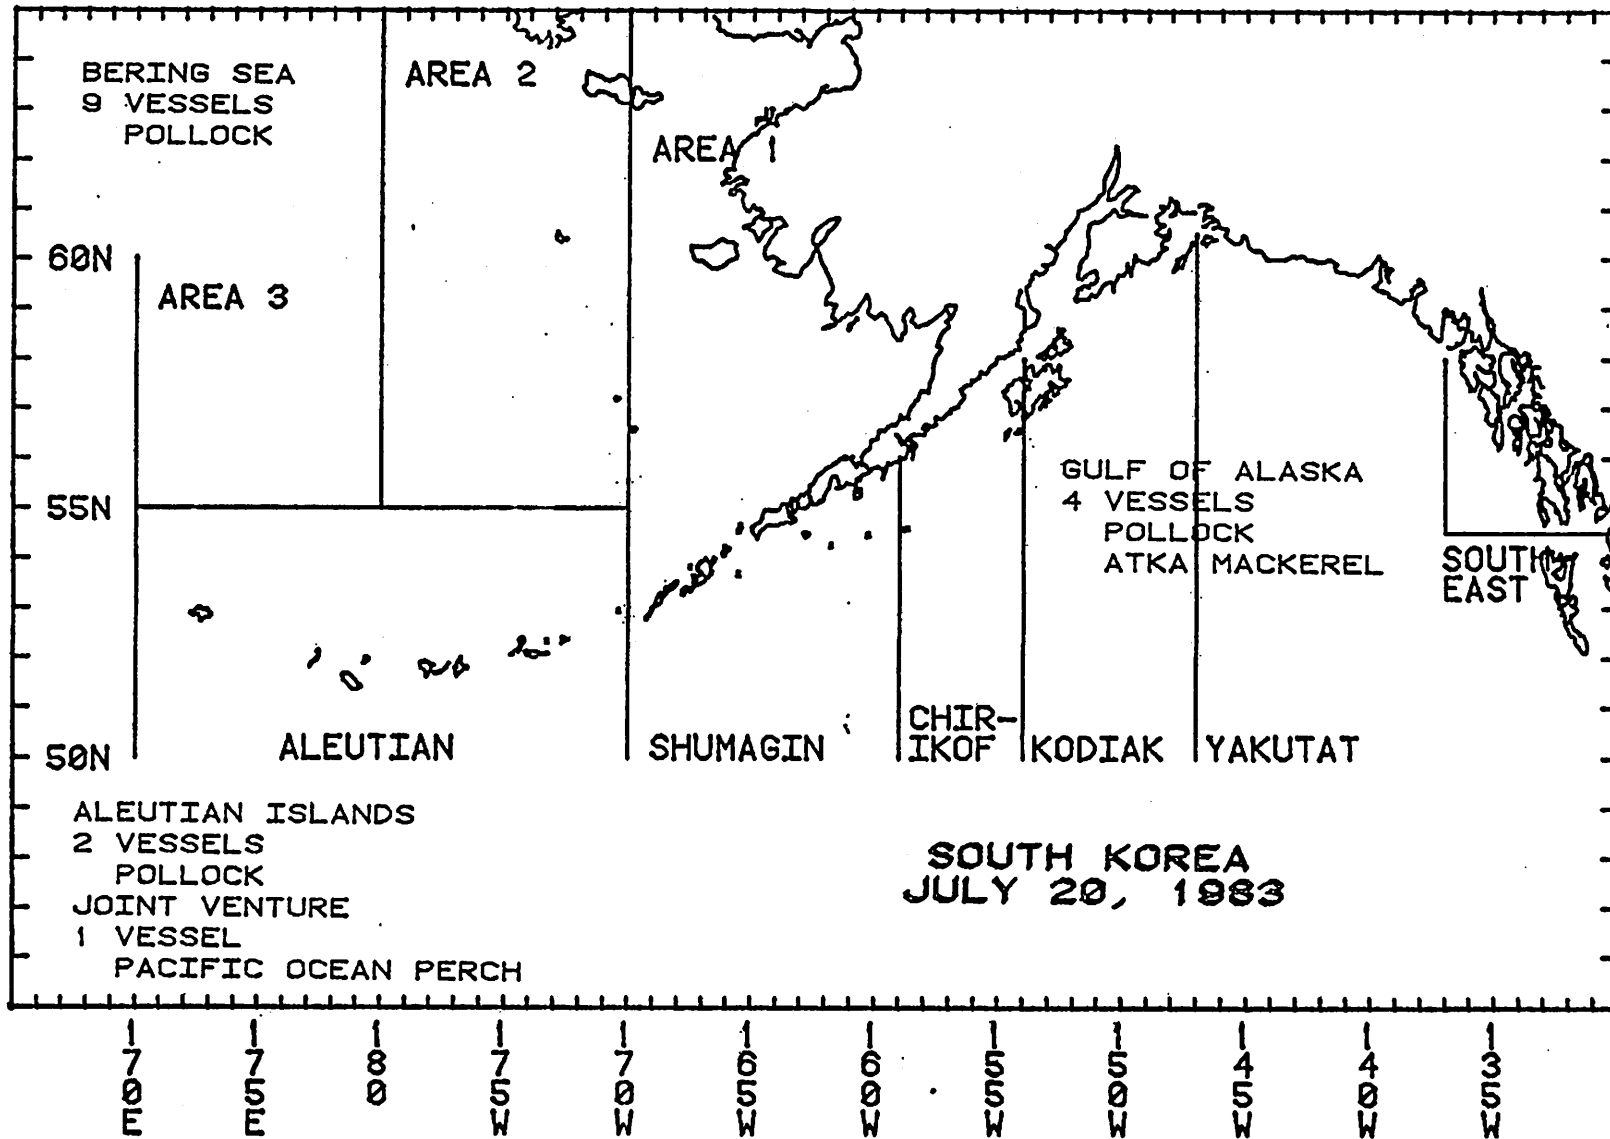 BERING SEA
9 VESSELS
POLLOCK
AREA 2
AREA 1
60N
AREA 3
55N
GULF OF ALASKA
4 VESSELS
POLLOCK
ATKA MACKEREL
SOUTH
EAST
50N
ALEUTIAN
SHUMAGIN
CHIR-
IKOF
KODIAK
YAKUTAT
ALEUTIAN ISLANDS
2 VESSELS
POLLOCK
JOINT VENTURE
1 VESSEL
PACIFIC OCEAN PERCH
SOUTH KOREA
JULY 20, 1983
170E
175E
180
175W
170W
165W
160W
155W
150W
145W
140W
135W